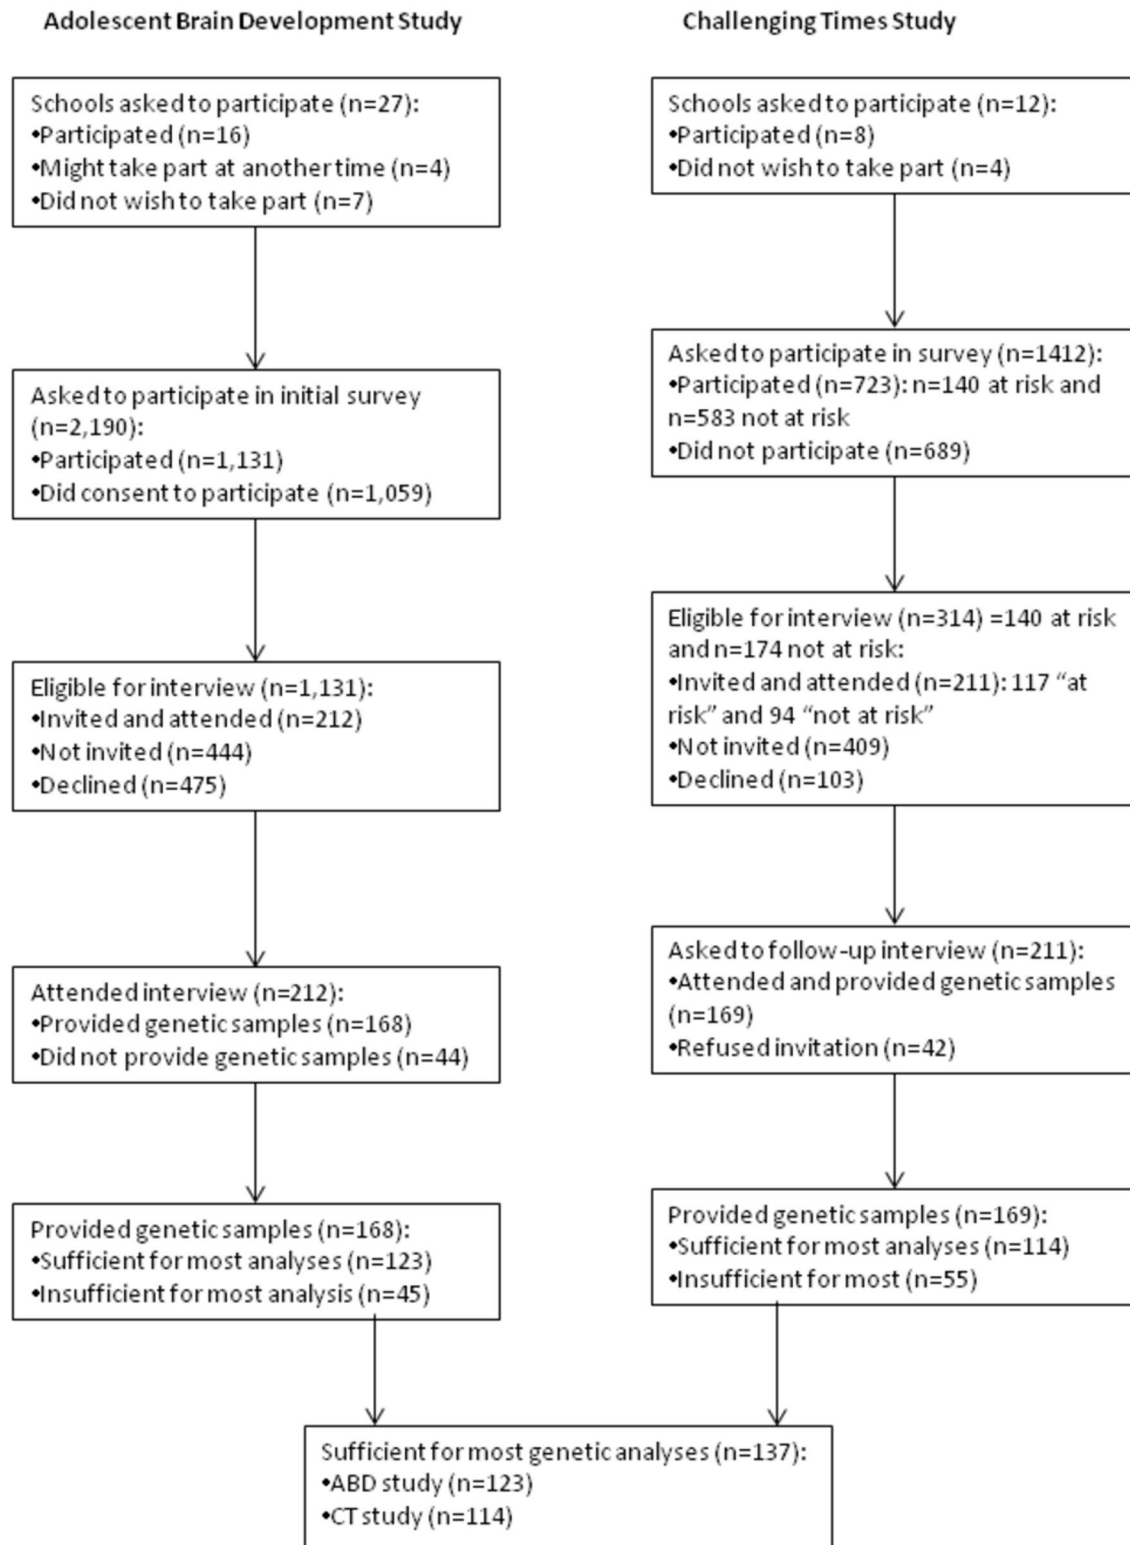 Adolescent Brain Development Study
Schools asked to participate (n=27):
•Participated (n=16)
•Might take part at another time (n=4)
•Did not wish to take part (n=7)
Asked to participate in initial survey
(n=2,190):
•Participated (n=1,131)
•Did consent to participate (n=1,059)
Eligible for interview (n=1,131):
•Invited and attended (n=212)
•Not invited (n=444)
•Declined (n=475)
Attended interview (n=212):
•Provided genetic samples (n=168)
•Did not provide genetic samples (n=44)
Provided genetic samples (n=168):
•Sufficient for most analyses (n=123)
•Insufficient for most analysis (n=45)
Challenging Times Study
Schools asked to participate (n=12):
•Participated (n=8)
•Did not wish to take part (n=4)
Asked to participate in survey (n=1412):
•Participated (n=723): n=140 at risk and
n=583 not at risk
•Did not participate (n=689)
Eligible for interview (n=314) =140 at risk
and n=174 not at risk:
•Invited and attended (n=211): 117 “at
risk” and 94 “not at risk”
•Not invited (n=409)
•Declined (n=103)
Asked to follow-up interview (n=211):
•Attended and provided genetic samples
(n=169)
•Refused invitation (n=42)
Provided genetic samples (n=169):
•Sufficient for most analyses (n=114)
•Insufficient for most (n=55)
Sufficient for most genetic analyses (n=137):
•ABD study (n=123)
•CT study (n=114)